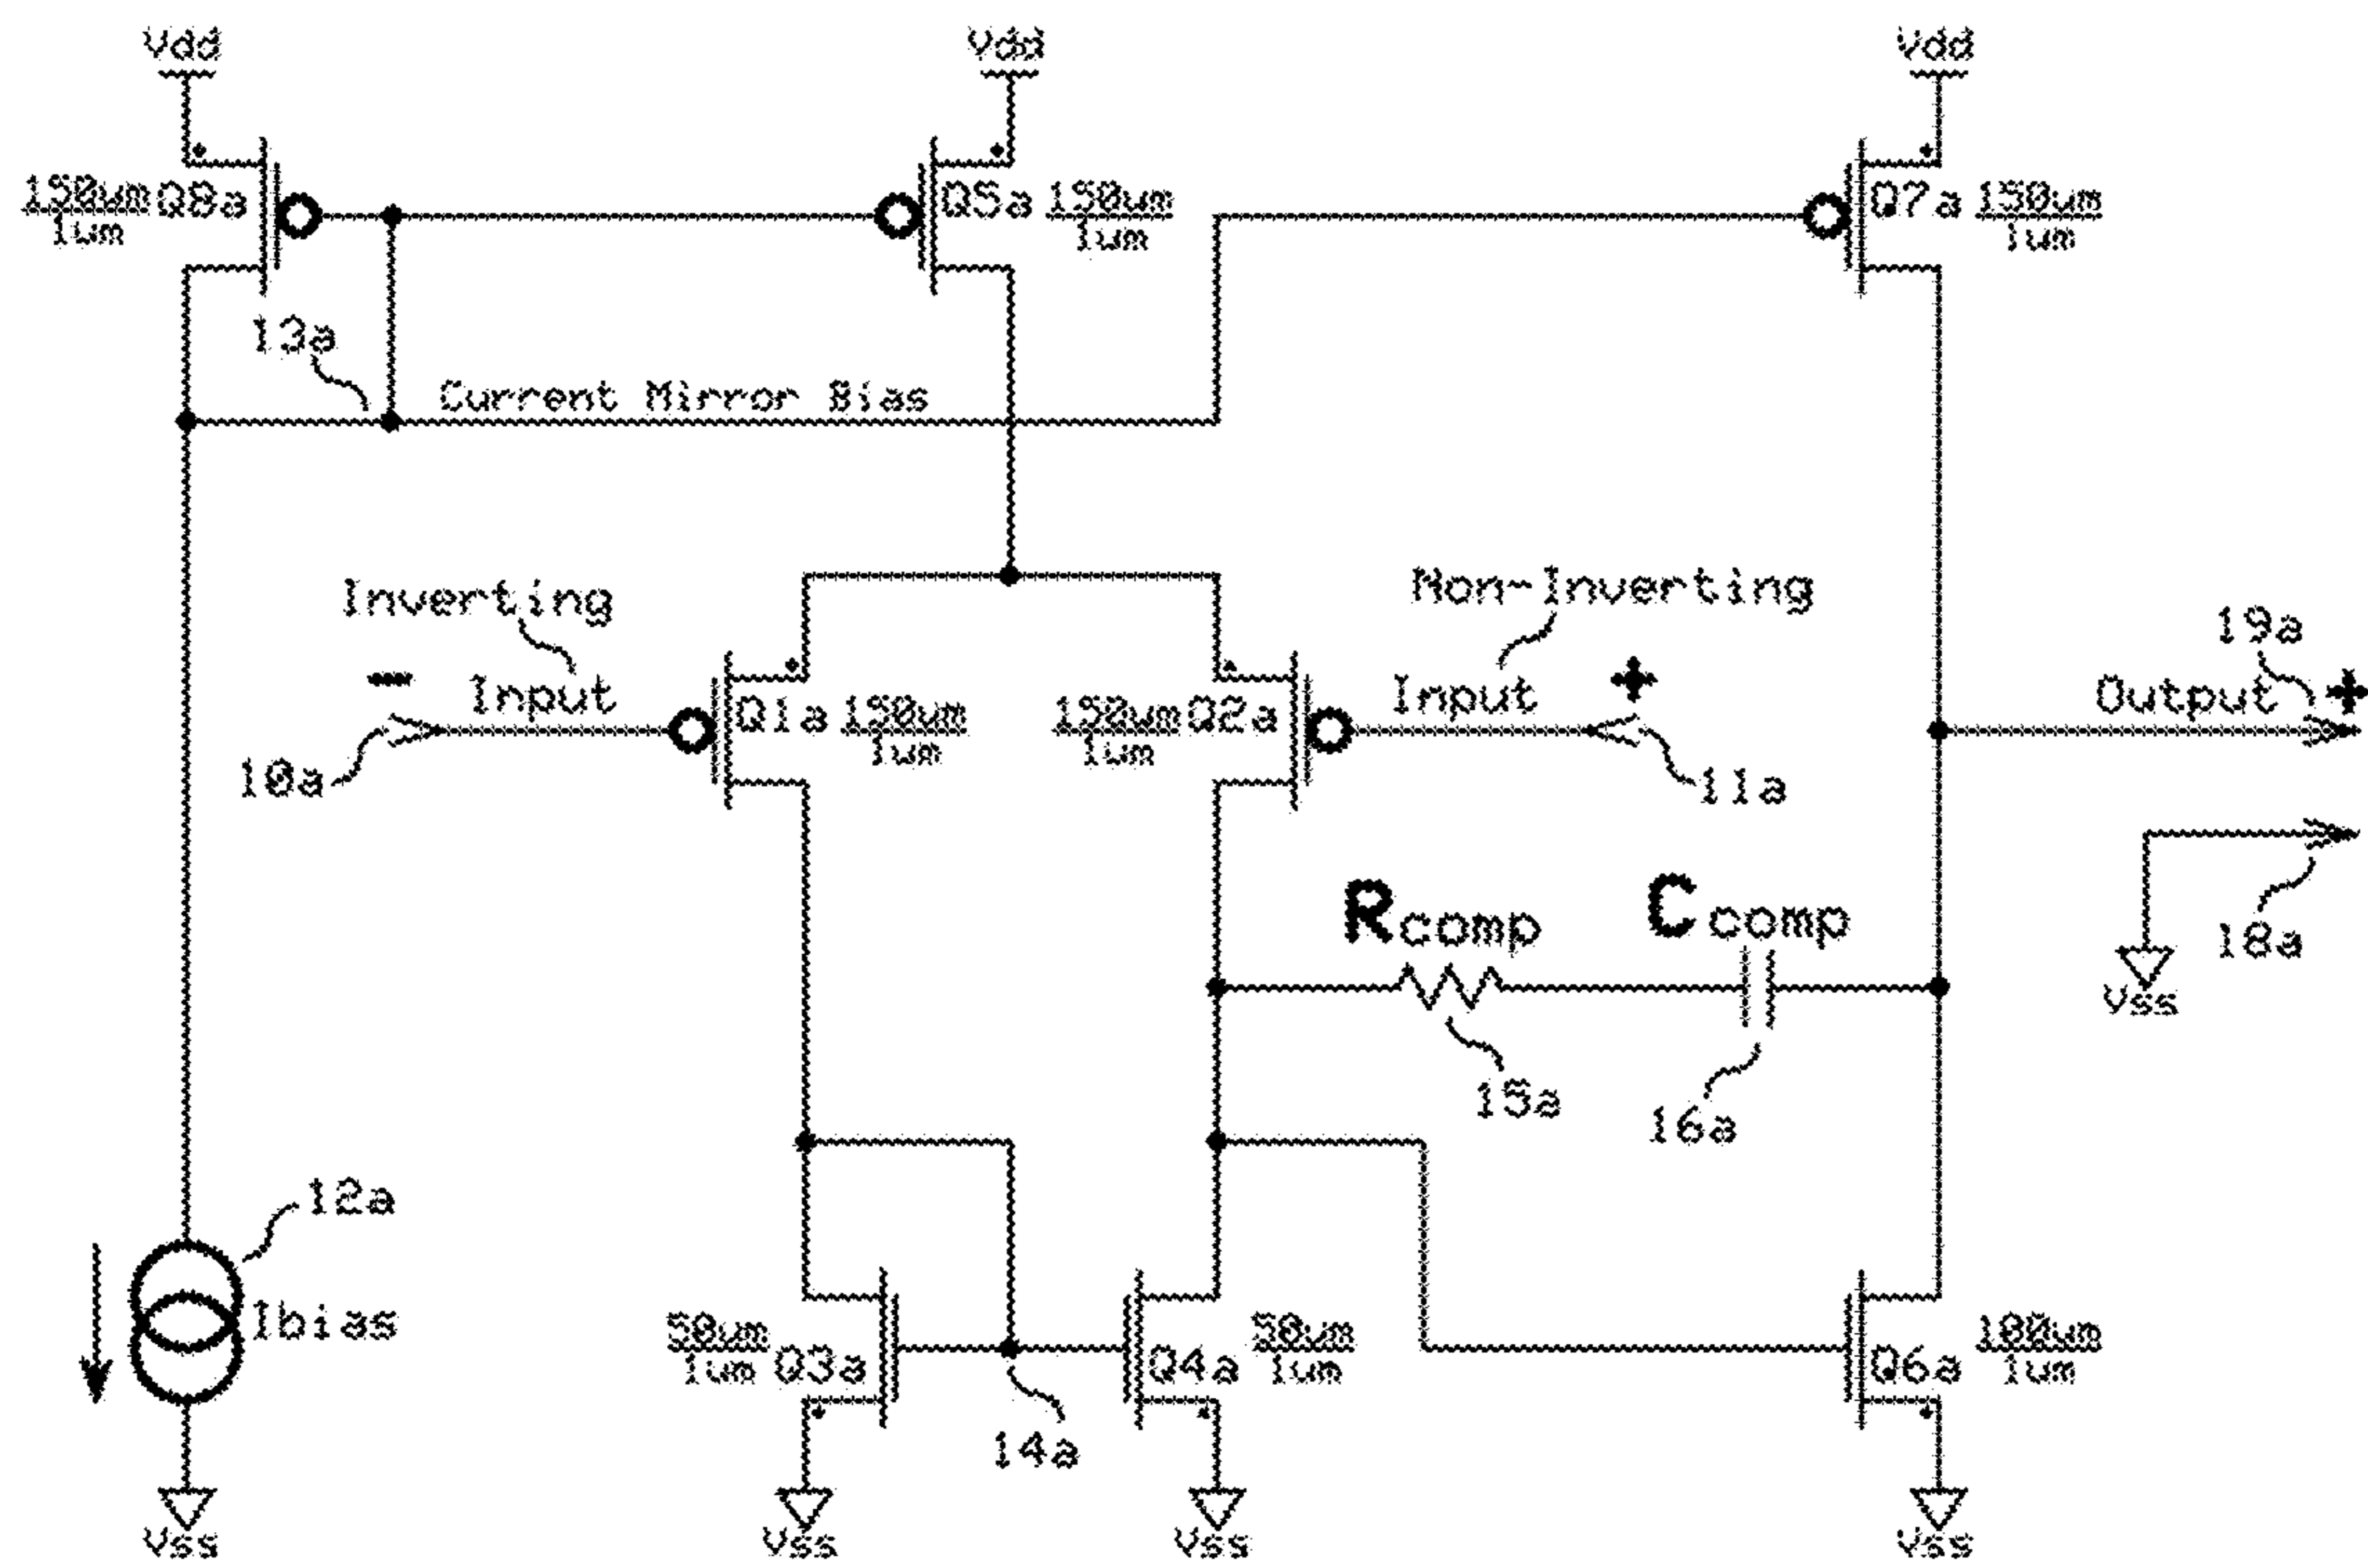 Vdd
Vdd
Vdd
150um
1um
Q8a
Q5a
150um
1um
Q7a
150um
1um
13a
Current Mirror Bias
Inverting
Non-Inverting
- Input
Input +
19a
Output +
Q1a
150um
1um
150um
1um
Q2a
10a
11a
Rcomp
Ccomp
18a
Vss
15a
16a
12a
Ibias
50um
1um
Q3a
Q4a
50um
1um
Q6a
100um
1um
14a
Vss
Vss
Vss
Vss